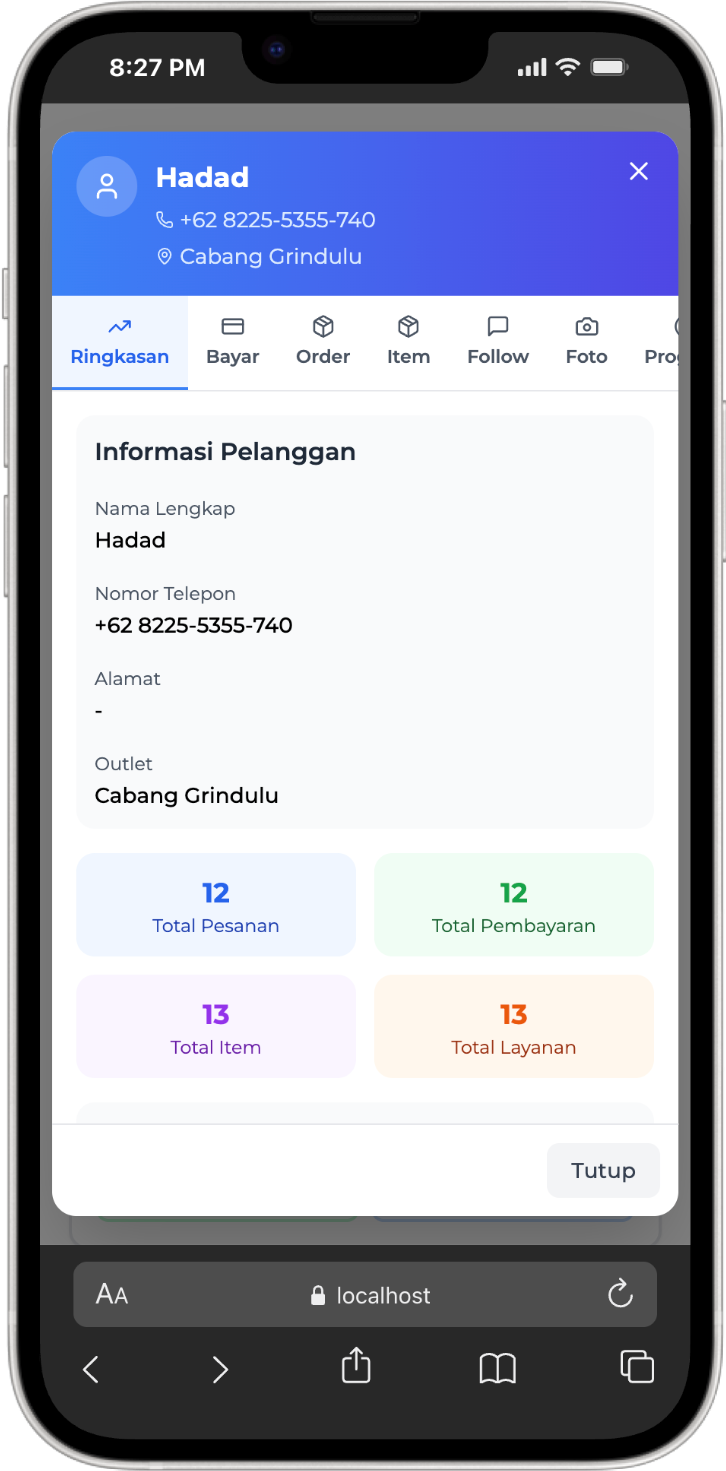 8:27 PM
Hadad
+62 8225-5355-740
Cabang Grindulu
Ringkasan
Bayar
Order
Item
Follow
Foto
Informasi Pelanggan
Nama Lengkap
Hadad
Nomor Telepon
+62 8225-5355-740
Alamat
-
Outlet
Cabang Grindulu
12
Total Pesanan
12
Total Pembayaran
13
Total Item
13
Total Layanan
Tutup
AA
localhost